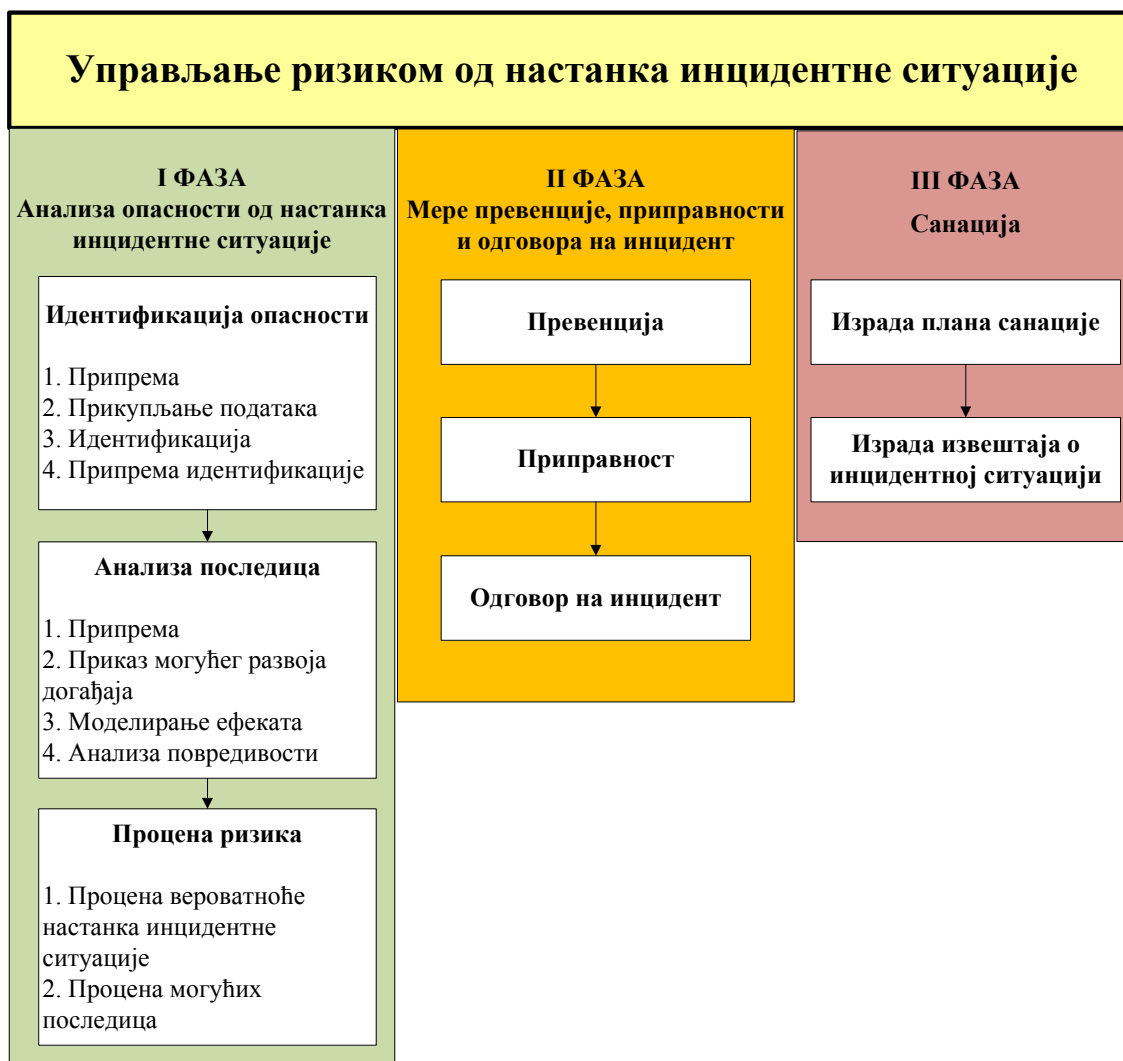 Управљање ризиком од настанка инцидентне ситуације
I ФАЗА
Анализа опасности од настанка
инцидентне ситуације
Идентификација опасности
1. Припрема
2. Прикупљање података
3. Идентификација
4. Припрема идентификације
Анализа последица
1. Припрема
2. Приказ могућег развоја
догађаја
3. Моделирање ефеката
4. Анализа повредивости
Процена ризика
1. Процена вероватноће
настанка инцидентне
ситуације
2. Процена могућих
последица
II ФАЗА
Мере превенције, приправности
и одговора на инцидент
Превенција
Приправност
Одговор на инцидент
III ФАЗА
Санација
Израда плана санације
Израда извештаја о
инцидентној ситуацији